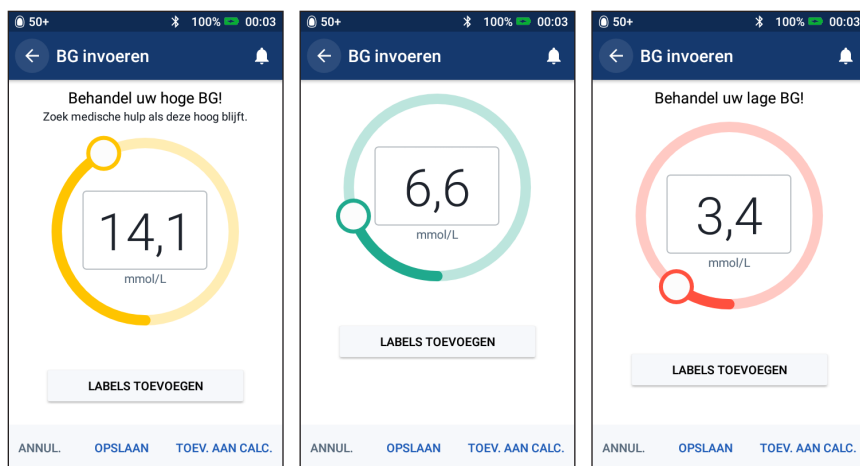 50+ 100% 00:03
BG invoeren
Behandel uw hoge BG!
Zoek medische hulp als deze hoog blijft.
14,1
mmol/L
LABELS TOEVOEGEN
ANNUL. OPSLAAN TOEV. AAN CALC.
50+ 100% 00:03
BG invoeren
6,6
mmol/L
LABELS TOEVOEGEN
ANNUL. OPSLAAN TOEV. AAN CALC.
50+ 100% 00:03
BG invoeren
Behandel uw lage BG!
3,4
mmol/L
LABELS TOEVOEGEN
ANNUL. OPSLAAN TOEV. AAN CALC.